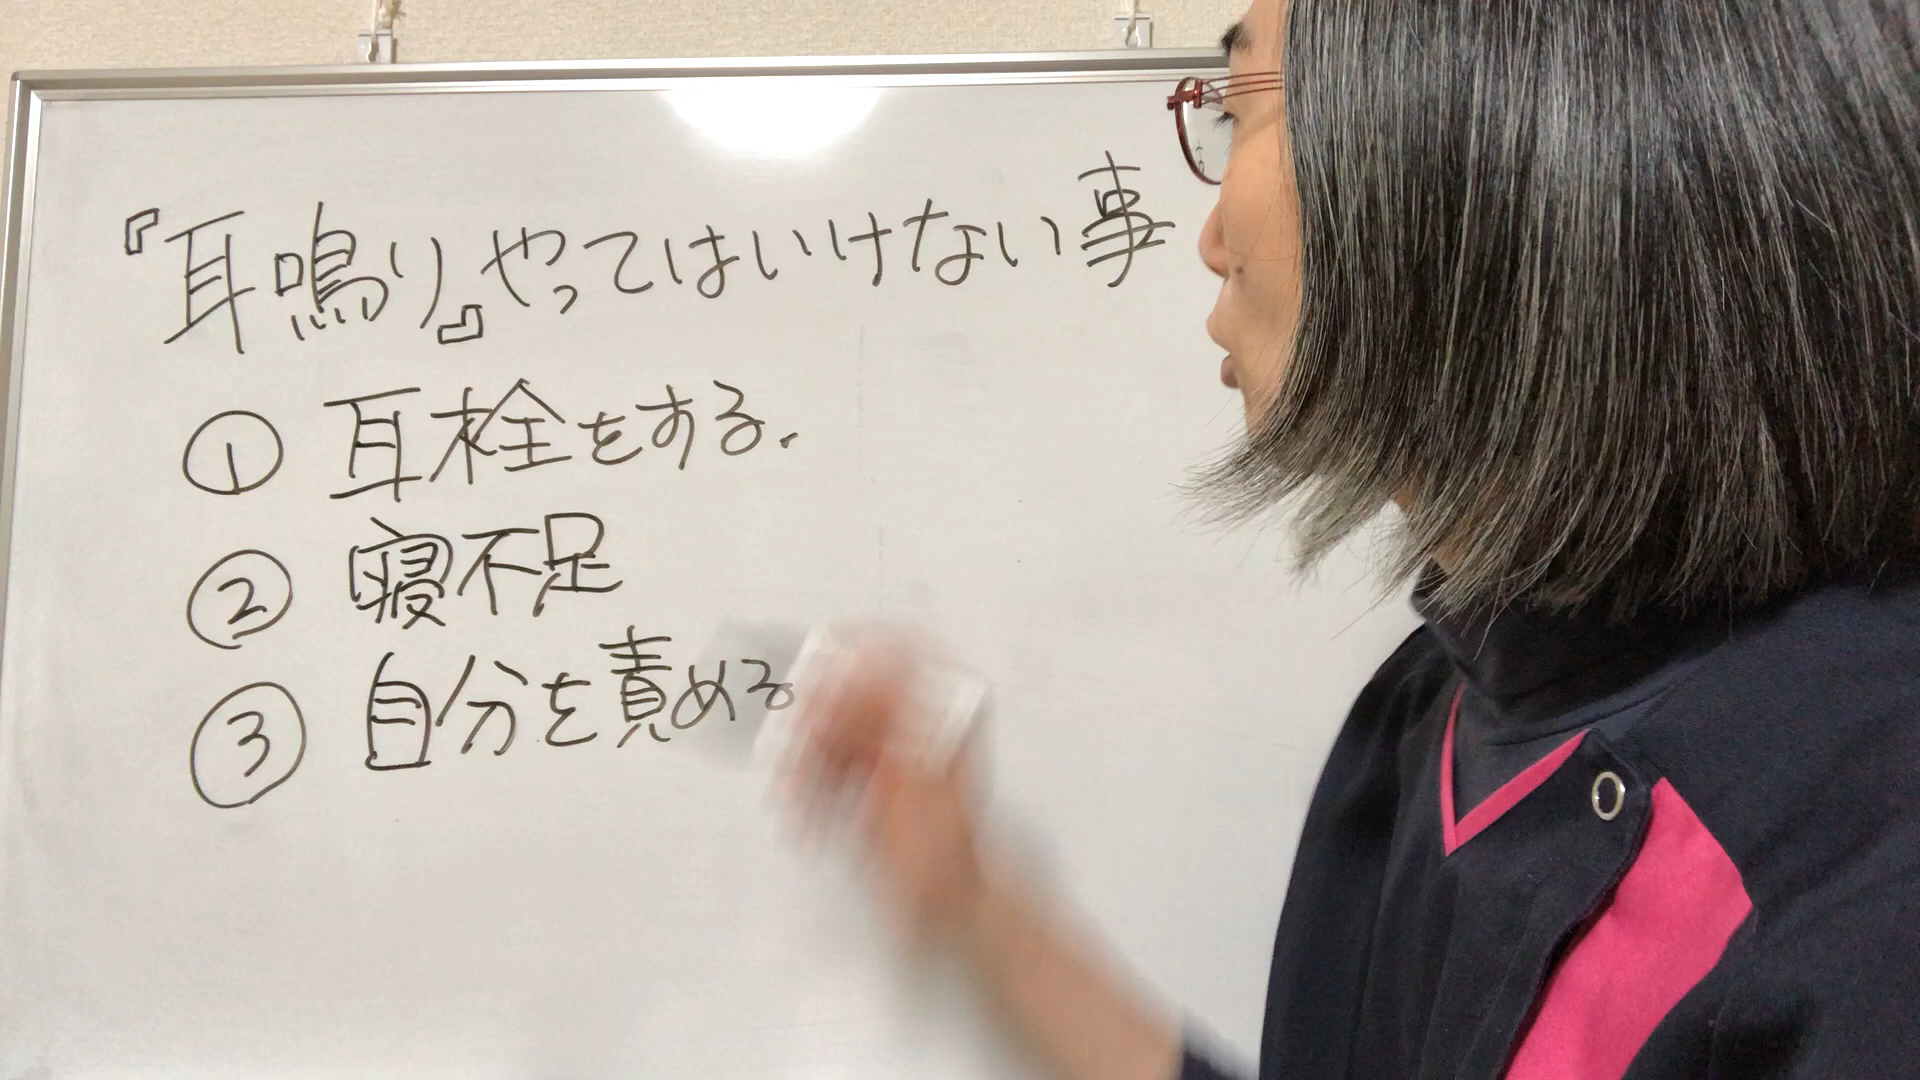 『耳鳴り』やってはいけない事
① 耳栓をする.
② 寝不足
③ 自分を責める